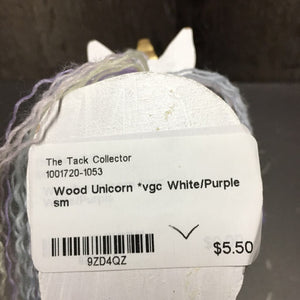 The Tack Collector
1001720-1053
Wood Unicorn *vgc White/Purple
sm
$5.50
9ZD4QZ